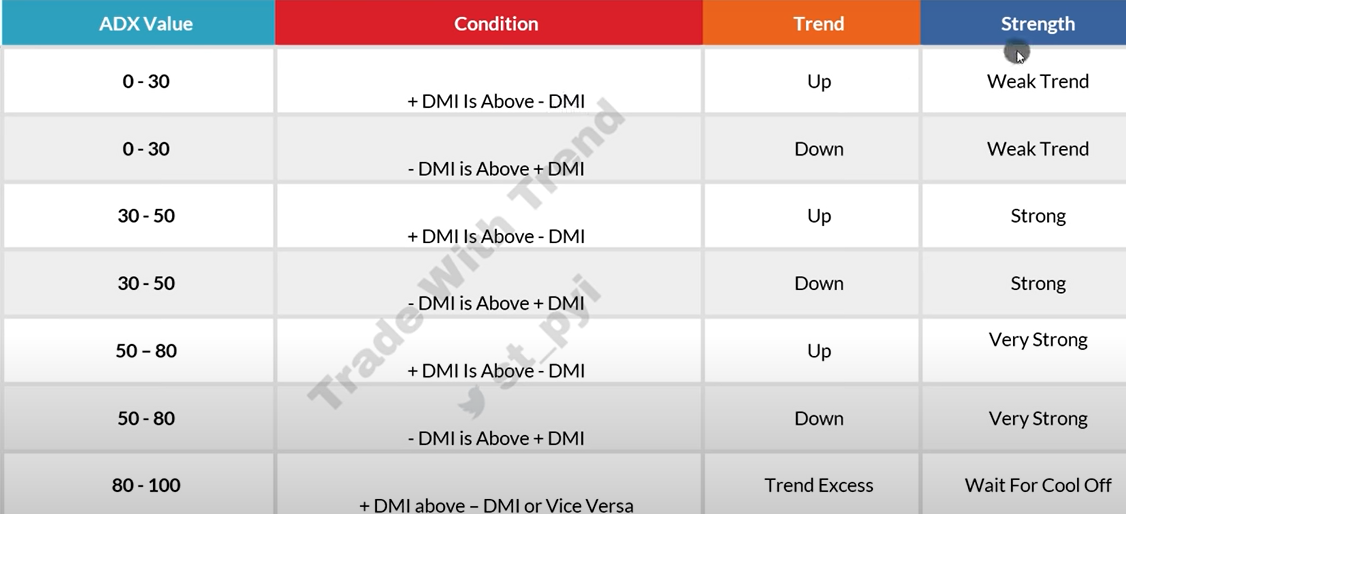 ADX Value Condition Trend Strength
0 - 30 + DMI Is Above - DMI Up Weak Trend
0 - 30 - DMI is Above + DMI Down Weak Trend
30 - 50 + DMI Is Above - DMI Up Strong
30 - 50 - DMI is Above + DMI Down Strong
50 – 80 + DMI Is Above - DMI Up Very Strong
50 - 80 - DMI is Above + DMI Down Very Strong
80 - 100 + DMI above – DMI or Vice Versa Trend Excess Wait For Cool Off
Trade With Trend
st_pyi